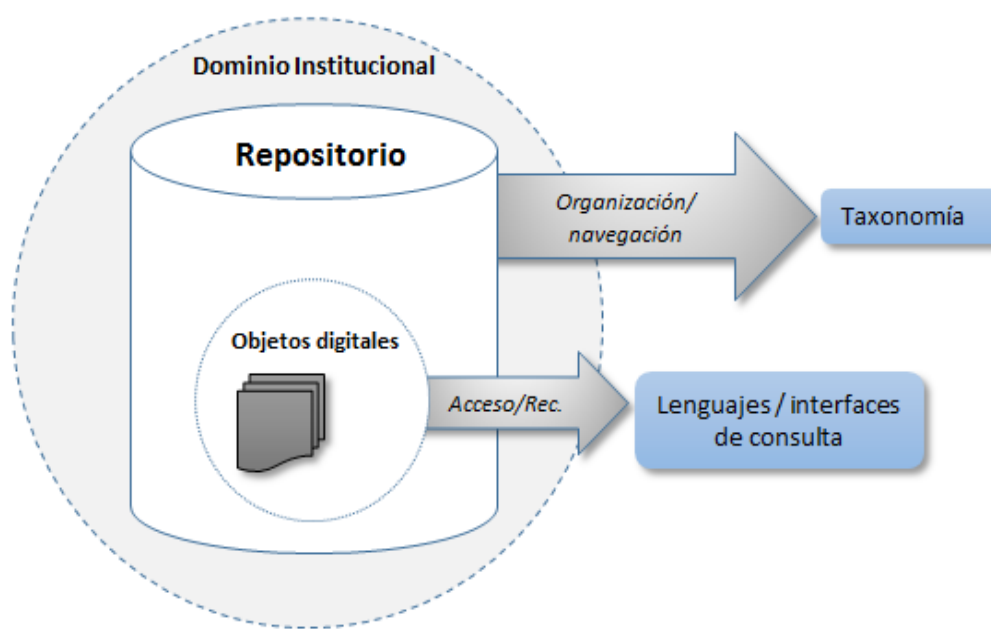 Dominio Institucional
Repositorio
Organización/
navegación
Taxonomía
Objetos digitales
Acceso/Rec.
Lenguajes / interfaces
de consulta